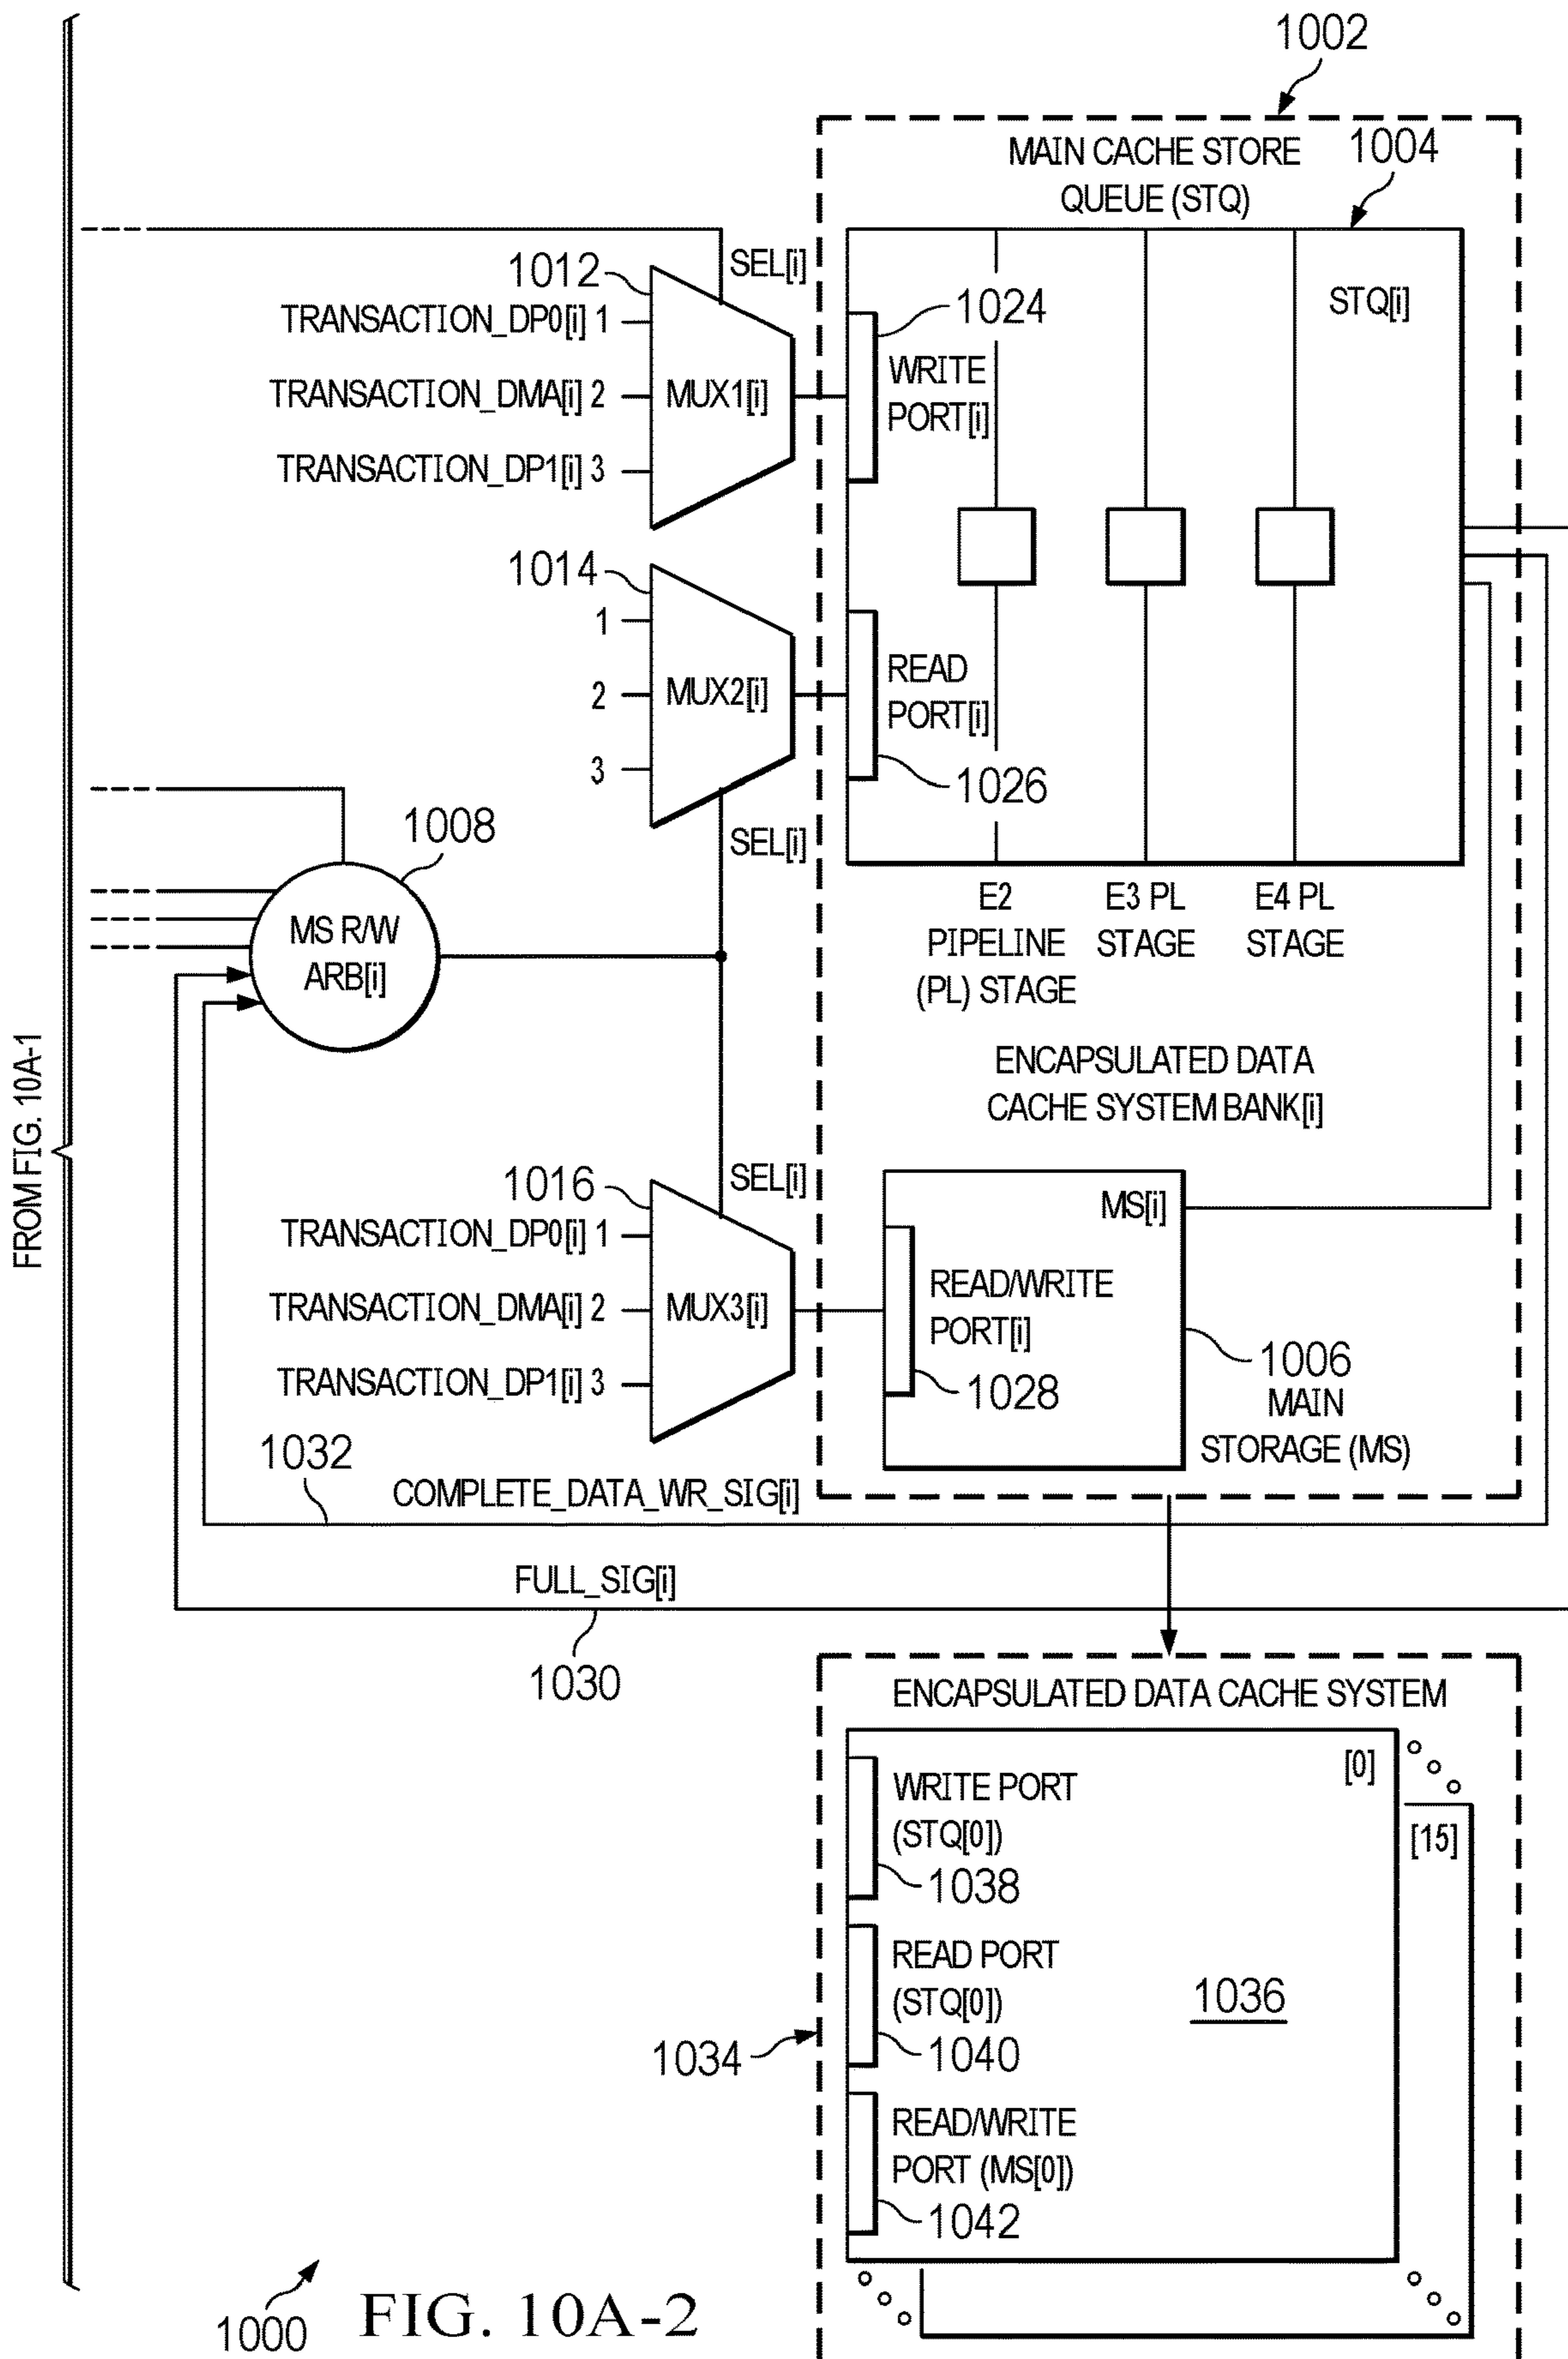 1002
MAIN CACHE STORE
QUEUE (STQ)
1004
SEL[i]
1012
TRANSACTION_DP0[i] 1
TRANSACTION_DMA[i] 2
TRANSACTION_DP1[i] 3
MUX1[i]
1024
WRITE
PORT[i]
STQ[i]
1014
1
2
3
MUX2[i]
READ
PORT[i]
1026
SEL[i]
1008
MS R/W
ARB[i]
E2
PIPELINE
(PL) STAGE
E3 PL
STAGE
E4 PL
STAGE
ENCAPSULATED DATA
CACHE SYSTEM BANK[i]
FROM FIG. 10A-1
SEL[i]
1016
TRANSACTION_DP0[i] 1
TRANSACTION_DMA[i] 2
TRANSACTION_DP1[i] 3
MUX3[i]
MS[i]
READ/WRITE
PORT[i]
1028
1006
MAIN
STORAGE (MS)
1032
COMPLETE_DATA_WR_SIG[i]
FULL_SIG[i]
1030
ENCAPSULATED DATA CACHE SYSTEM
[0]
[15]
WRITE PORT
(STQ[0])
1038
READ PORT
(STQ[0])
1040
1036
1034
READ/WRITE
PORT (MS[0])
1042
1000
FIG. 10A-2